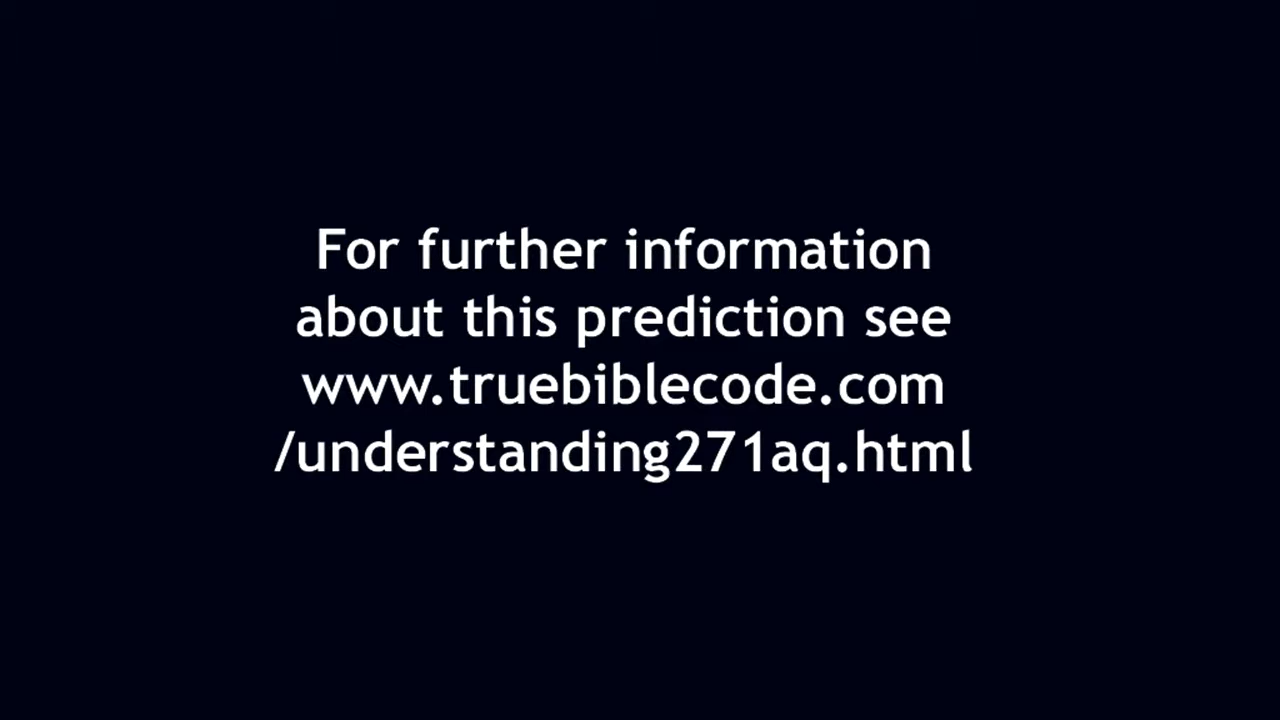 For further information
about this prediction see
www.truebiblecode.com
/understanding271aq.html